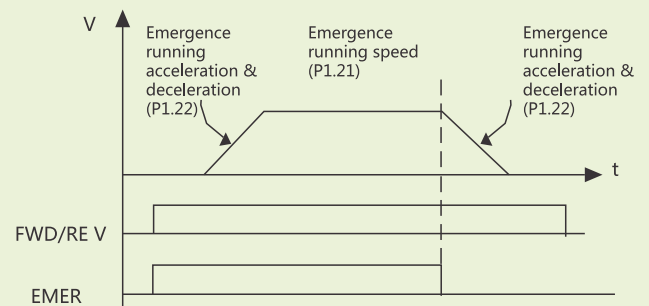 V
Emergence
running
acceleration &
deceleration
(P1.22)
Emergence
running speed
(P1.21)
Emergence
running
acceleration &
deceleration
(P1.22)
t
FWD/RE V
EMER